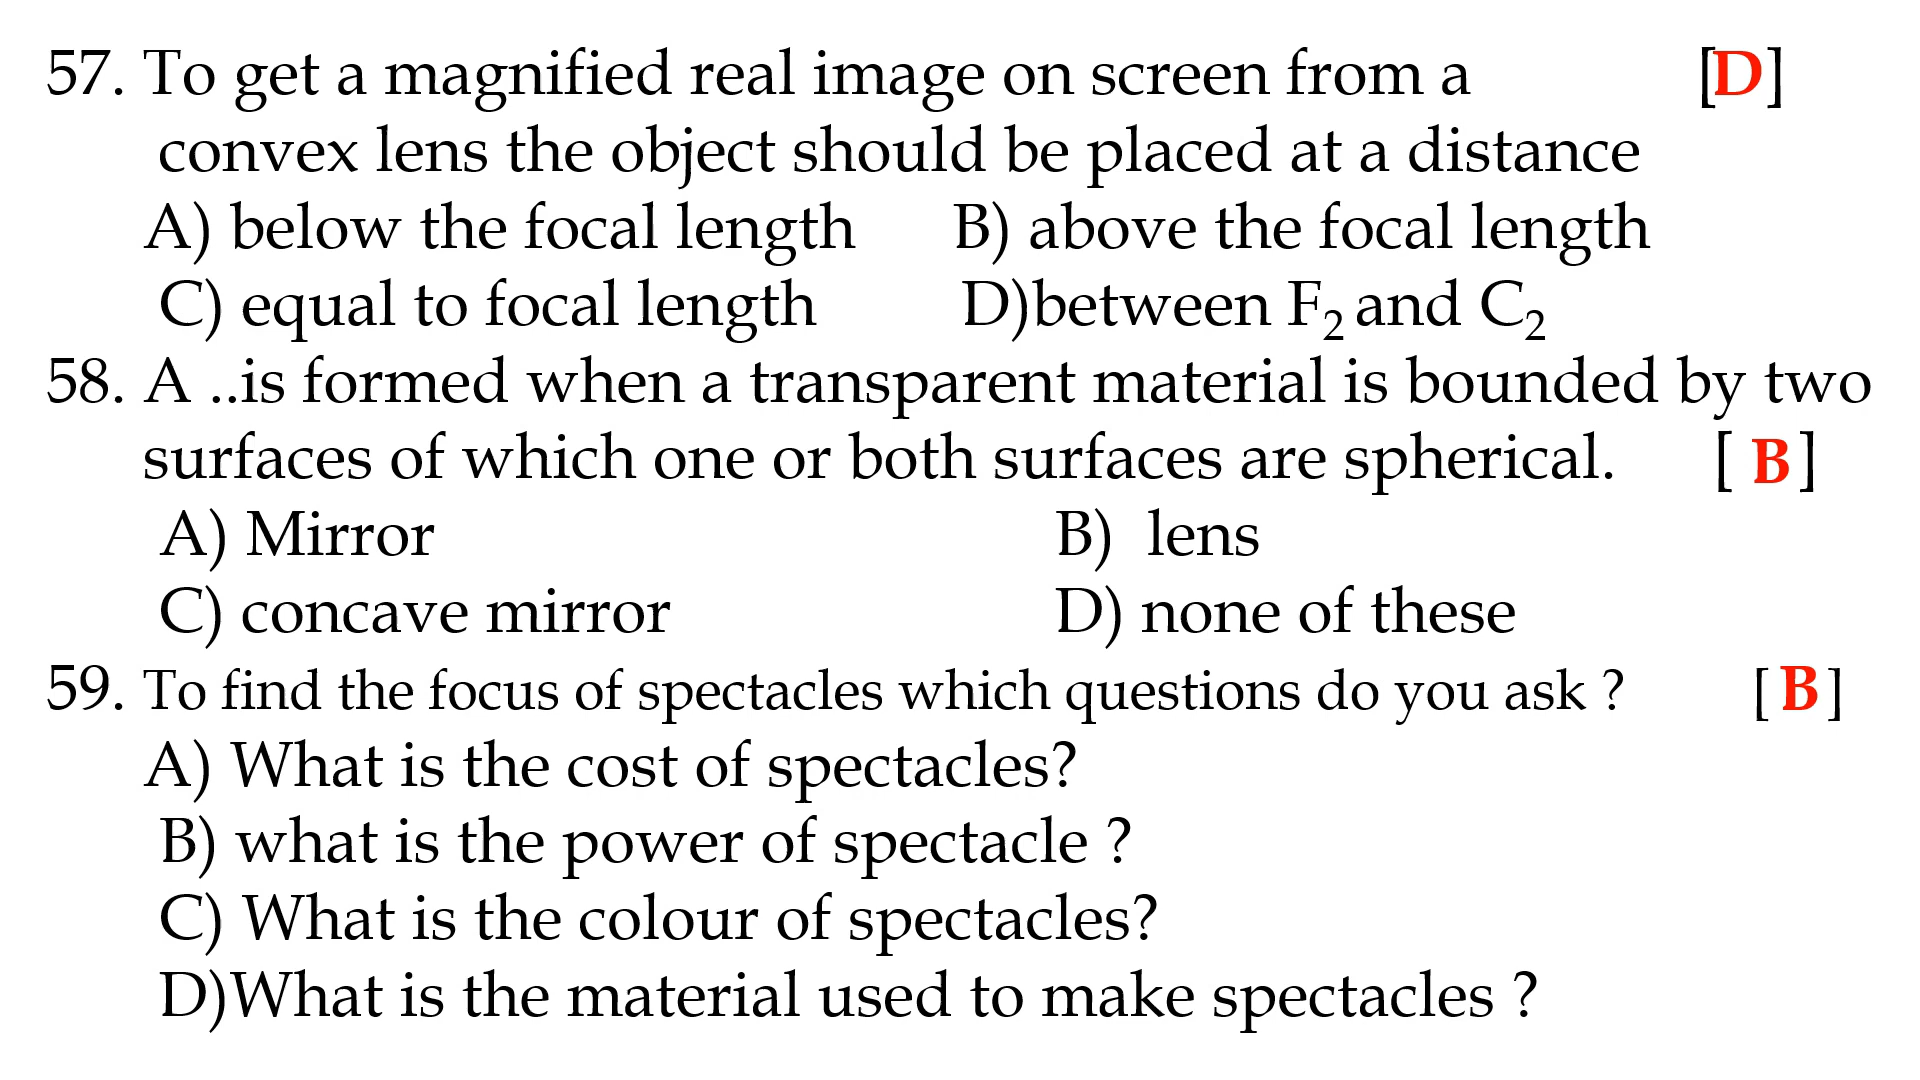 57. To get a magnified real image on screen from a [D]
convex lens the object should be placed at a distance
A) below the focal length B) above the focal length
C) equal to focal length D)between F₂ and C₂
58. A ..is formed when a transparent material is bounded by two
surfaces of which one or both surfaces are spherical. [ B ]
A) Mirror B) lens
C) concave mirror D) none of these
59. To find the focus of spectacles which questions do you ask ? [ B ]
A) What is the cost of spectacles?
B) what is the power of spectacle ?
C) What is the colour of spectacles?
D)What is the material used to make spectacles ?